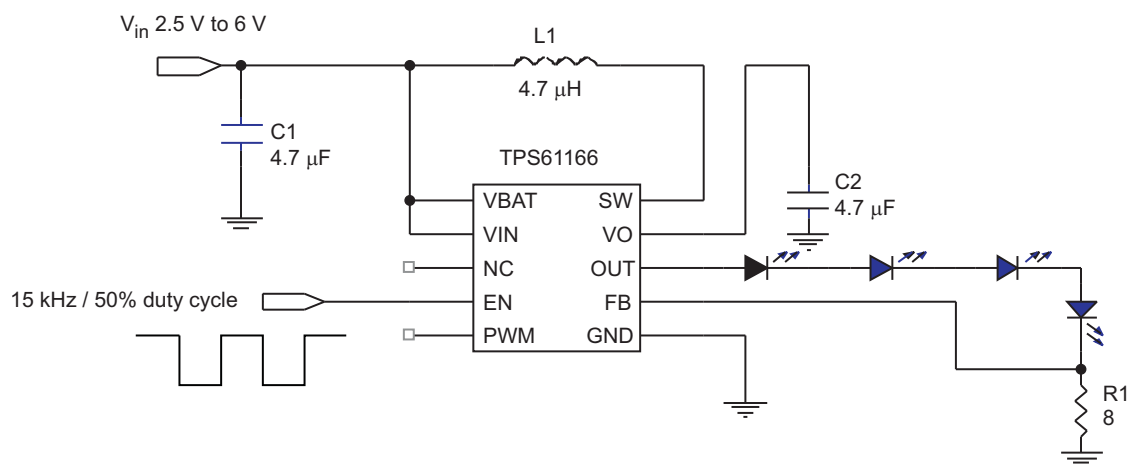 Vin 2.5 V to 6 V
L1
4.7 μH
C1
4.7 μF
TPS61166
C2
4.7 μF
VBAT SW
VIN VO
NC OUT
15 kHz / 50% duty cycle
EN FB
PWM GND
R1
8